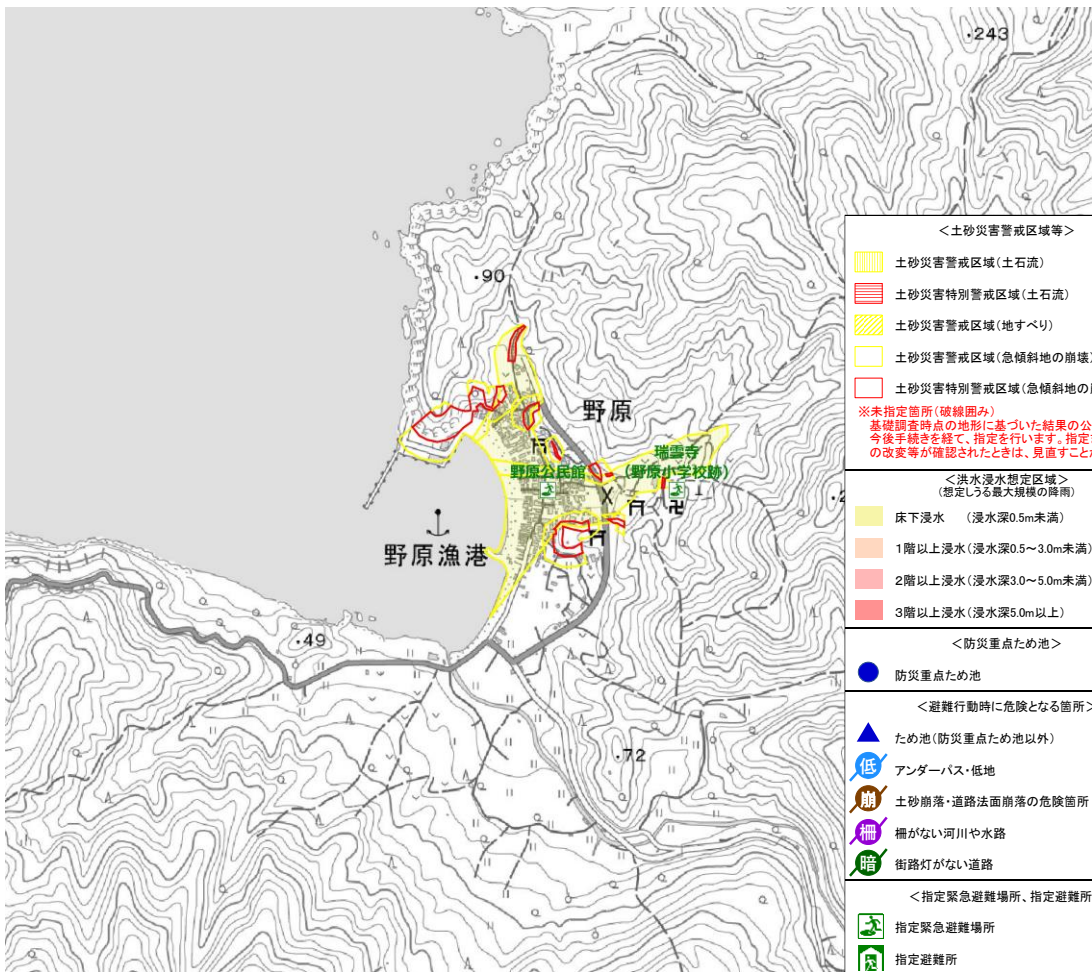 ・243
・90
野原
瑞雲寺
野原公民館
(野原小学校跡)
野原漁港
・49
・72
＜土砂災害警戒区域等＞
土砂災害警戒区域(土石流)
土砂災害特別警戒区域(土石流)
土砂災害警戒区域(地すべり)
土砂災害警戒区域(急傾斜地の崩壊
土砂災害特別警戒区域(急傾斜地の
※未指定箇所(破線囲み)
基礎調査時点の地形に基づいた結果の公
今後手続きを経て、指定を行います。指定
の改変等が確認されたときは、見直すことが
＜洪水浸水想定区域＞
(想定しうる最大規模の降雨)
床下浸水　(浸水深0.5m未満)
1階以上浸水(浸水深0.5～3.0m未満)
2階以上浸水(浸水深3.0～5.0m未満)
3階以上浸水(浸水深5.0m以上)
＜防災重点ため池＞
防災重点ため池
＜避難行動時に危険となる箇所＞
ため池(防災重点ため池以外)
低 アンダーパス・低地
崩 土砂崩落・道路法面崩落の危険箇所
柵 柵がない河川や水路
暗 街路灯がない道路
＜指定緊急避難場所、指定避難所
指定緊急避難場所
指定避難所